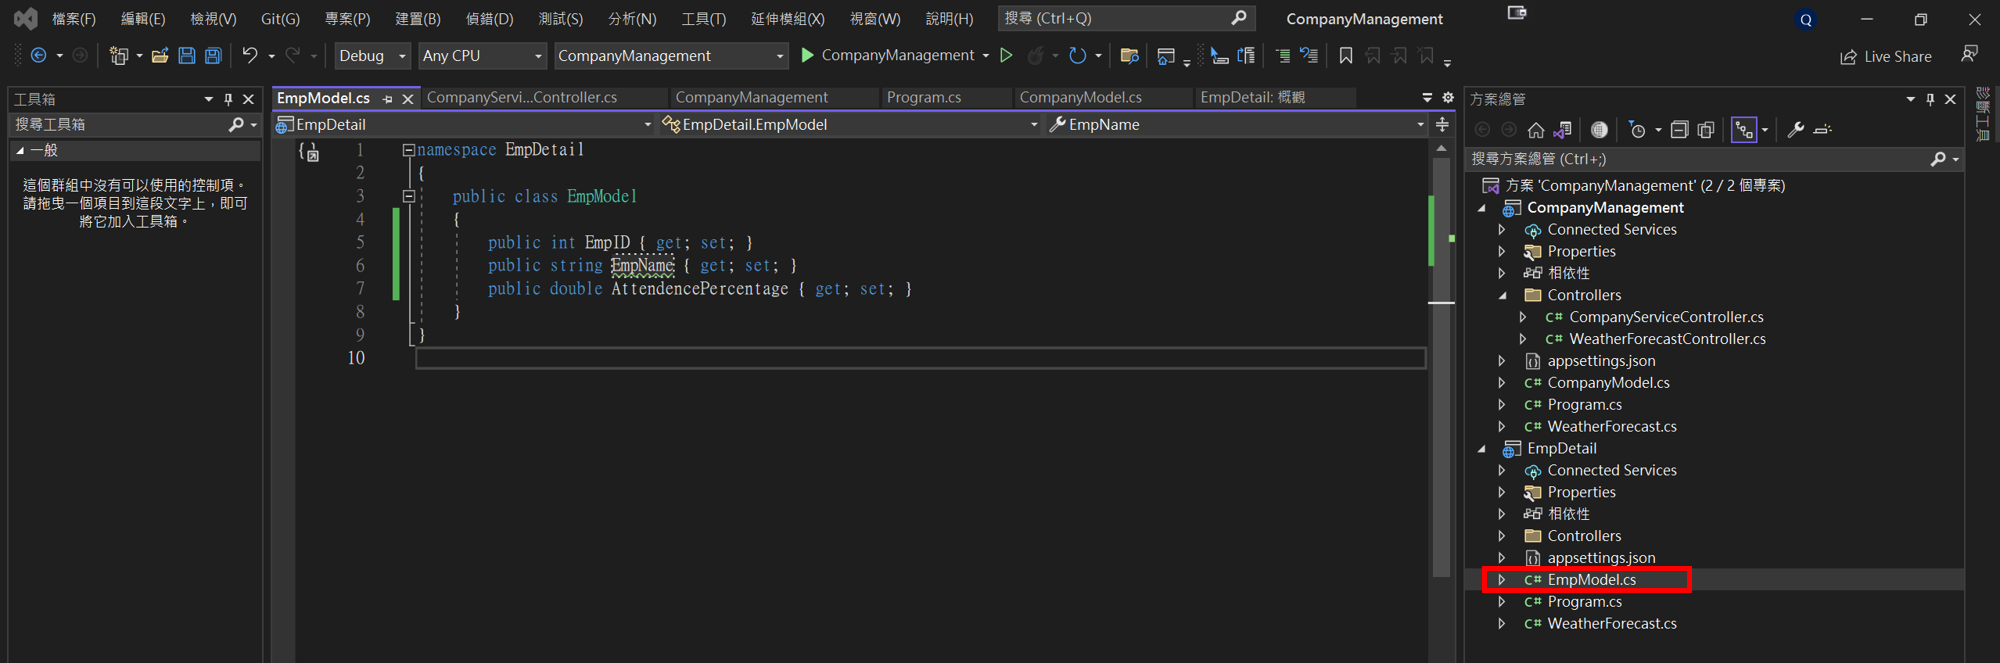 檔案(F) 編輯(E) 檢視(V) Git(G) 專案(P) 建置(B) 偵錯(D) 測試(S) 分析(N) 工具(T) 延伸模組(X) 視窗(W) 說明(H) 搜尋 (Ctrl+Q) CompanyManagement Q
Debug Any CPU CompanyManagement CompanyManagement Live Share
工具箱
搜尋工具箱
一般
這個群組中沒有可以使用的控制項。
請拖曳一個項目到這段文字上，即可
將它加入工具箱。
EmpModel.cs CompanyServi...Controller.cs CompanyManagement Program.cs CompanyModel.cs EmpDetail: 概觀
EmpDetail EmpDetail.EmpModel EmpName
1 namespace EmpDetail
2 {
3 public class EmpModel
4 {
5 public int EmpID { get; set; }
6 public string EmpName { get; set; }
7 public double AttendencePercentage { get; set; }
8 }
9 }
10
方案總管
搜尋方案總管 (Ctrl+;)
方案 'CompanyManagement' (2 / 2 個專案)
CompanyManagement
Connected Services
Properties
相依性
Controllers
C# CompanyServiceController.cs
C# WeatherForecastController.cs
appsettings.json
C# CompanyModel.cs
C# Program.cs
C# WeatherForecast.cs
EmpDetail
Connected Services
Properties
相依性
Controllers
appsettings.json
C# EmpModel.cs
C# Program.cs
C# WeatherForecast.cs
診斷工具